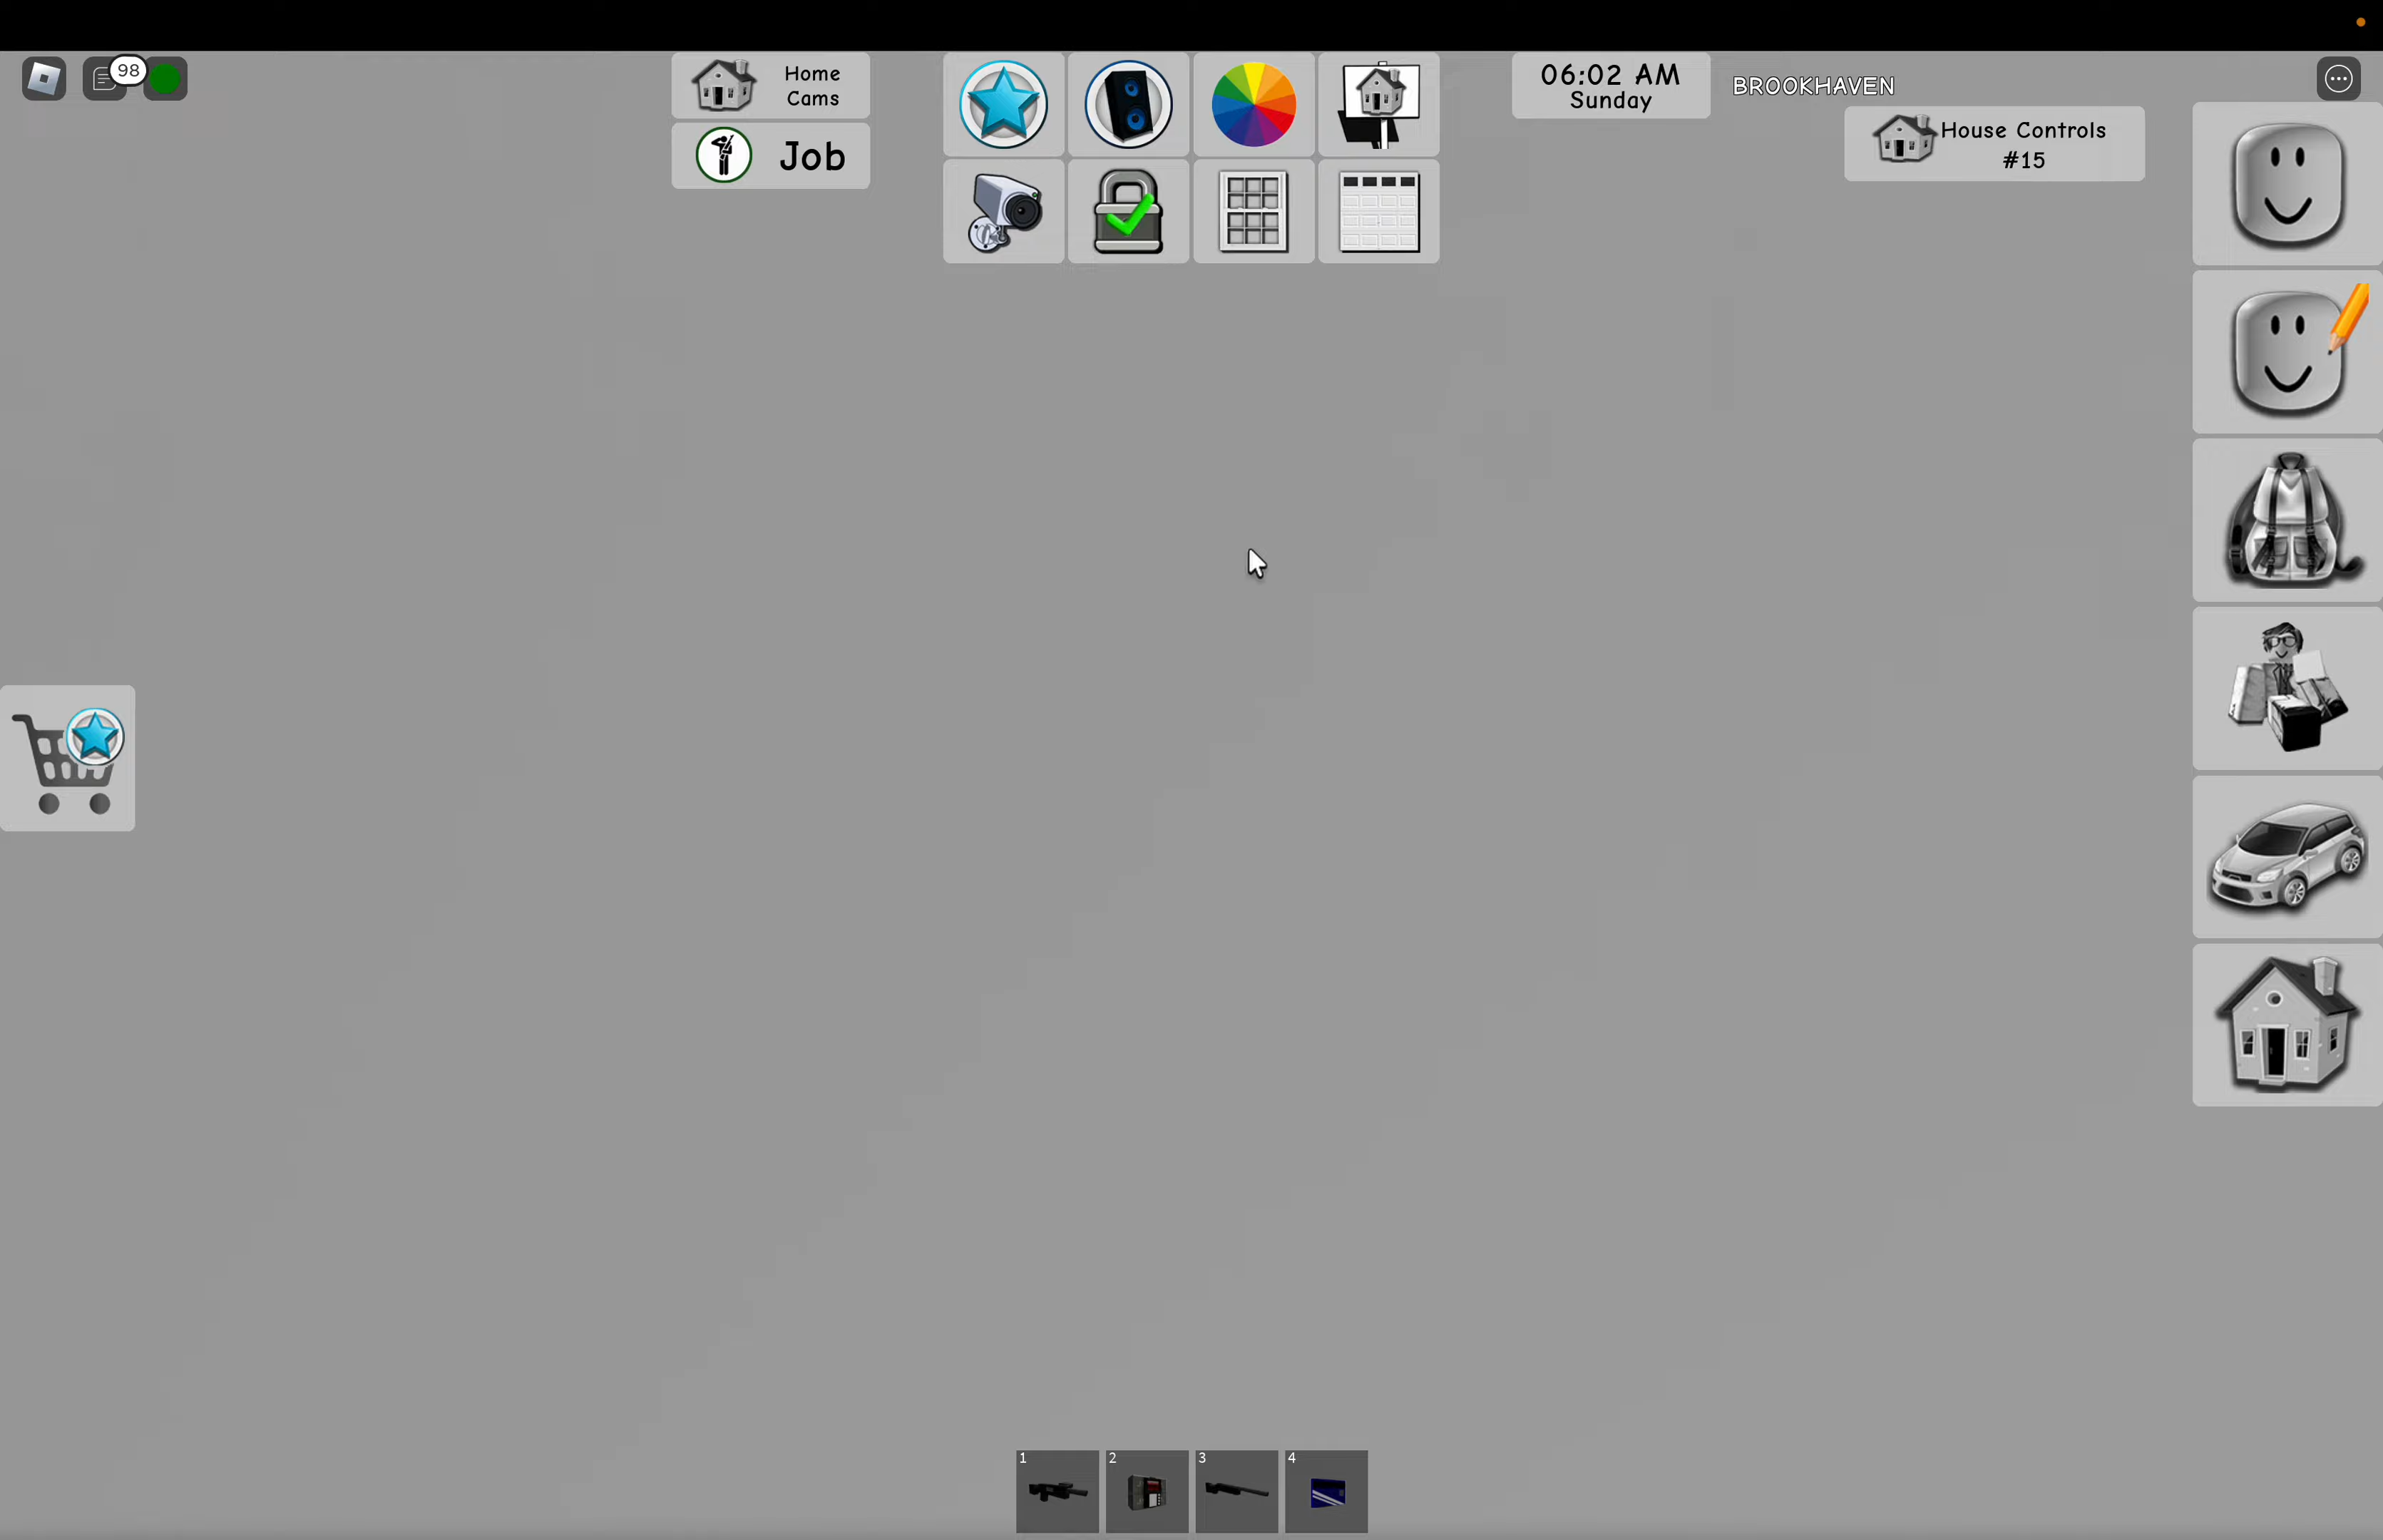 98
Home
Cams
Job
06:02 AM
Sunday
BROOKHAVEN
House Controls
#15
1
2
3
4